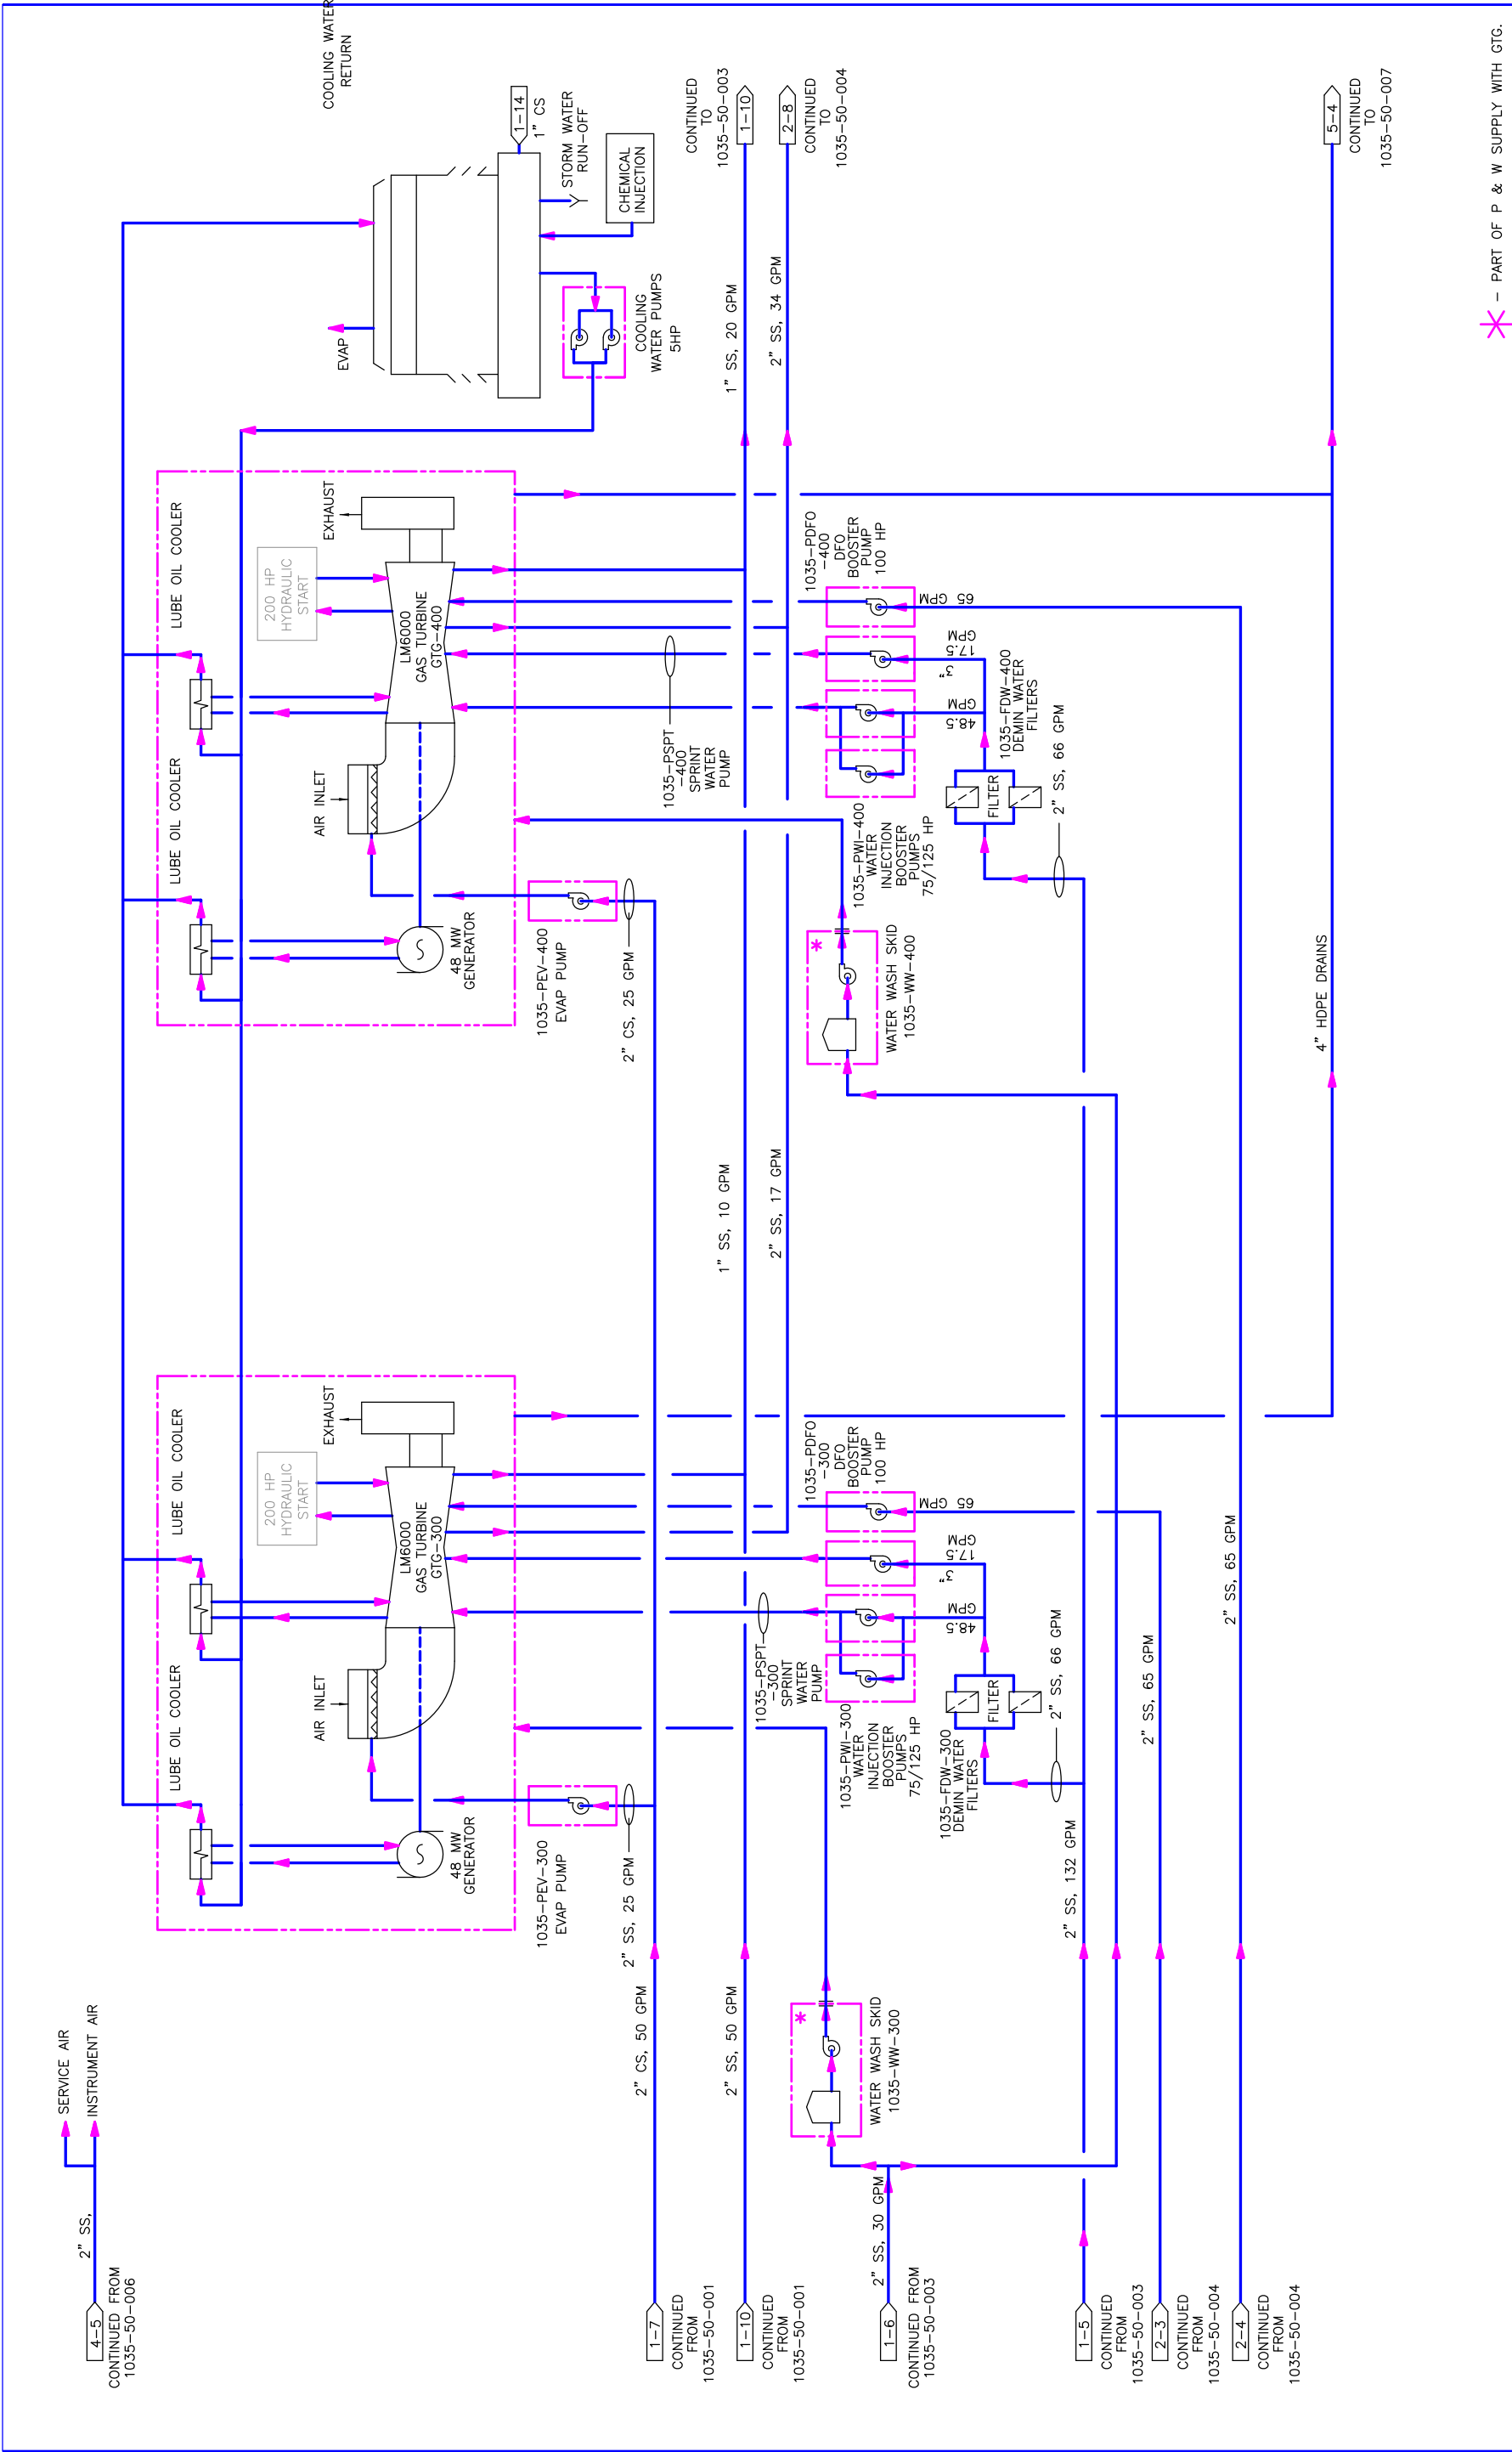 SERVICE AIR
INSTRUMENT AIR
2" SS,
4-5
CONTINUED FROM
1035-50-006
LUBE OIL COOLER
LUBE OIL COOLER
200 HP
HYDRAULIC
START
EXHAUST
AIR INLET
LM6000
GAS TURBINE
GTG-300
48 MW
GENERATOR
1035-PEV-300
EVAP PUMP
2" SS, 25 GPM
LUBE OIL COOLER
LUBE OIL COOLER
200 HP
HYDRAULIC
START
EXHAUST
AIR INLET
LM6000
GAS TURBINE
GTG-400
48 MW
GENERATOR
1035-PEV-400
EVAP PUMP
2" CS, 25 GPM
COOLING WATER
RETURN
EVAP
1-14
1" CS
STORM WATER
RUN-OFF
CHEMICAL
INJECTION
COOLING
WATER PUMPS
5HP
1-7
CONTINUED
FROM
1035-50-001
2" CS, 50 GPM
1-10
CONTINUED
FROM
1035-50-001
2" SS, 50 GPM
1" SS, 10 GPM
1" SS, 20 GPM
CONTINUED
TO
1035-50-003
1-10
2" SS, 17 GPM
2" SS, 34 GPM
2-8
CONTINUED
TO
1035-50-004
1035-PSPT
-300
SPRINT
WATER
PUMP
1035-PDFO
-300
DFO
BOOSTER
PUMP
100 HP
1035-PWI-300
WATER
INJECTION
BOOSTER
PUMPS
75/125 HP
48.5
GPM
3"
17.5
GPM
65 GPM
1035-FDW-300
DEMIN WATER
FILTERS
FILTER
2" SS, 66 GPM
*
WATER WASH SKID
1035-WW-300
1035-PSPT
-400
SPRINT
WATER
PUMP
1035-PDFO
-400
DFO
BOOSTER
PUMP
100 HP
1035-PWI-400
WATER
INJECTION
BOOSTER
PUMPS
75/125 HP
48.5
GPM
3"
17.5
GPM
65 GPM
1035-FDW-400
DEMIN WATER
FILTERS
FILTER
2" SS, 66 GPM
*
WATER WASH SKID
1035-WW-400
1-6
2" SS, 30 GPM
CONTINUED FROM
1035-50-003
1-5
CONTINUED
FROM
1035-50-003
2" SS, 132 GPM
2-3
CONTINUED
FROM
1035-50-004
2" SS, 65 GPM
2-4
CONTINUED
FROM
1035-50-004
2" SS, 65 GPM
4" HDPE DRAINS
5-4
CONTINUED
TO
1035-50-007
* - PART OF P & W SUPPLY WITH GTG.